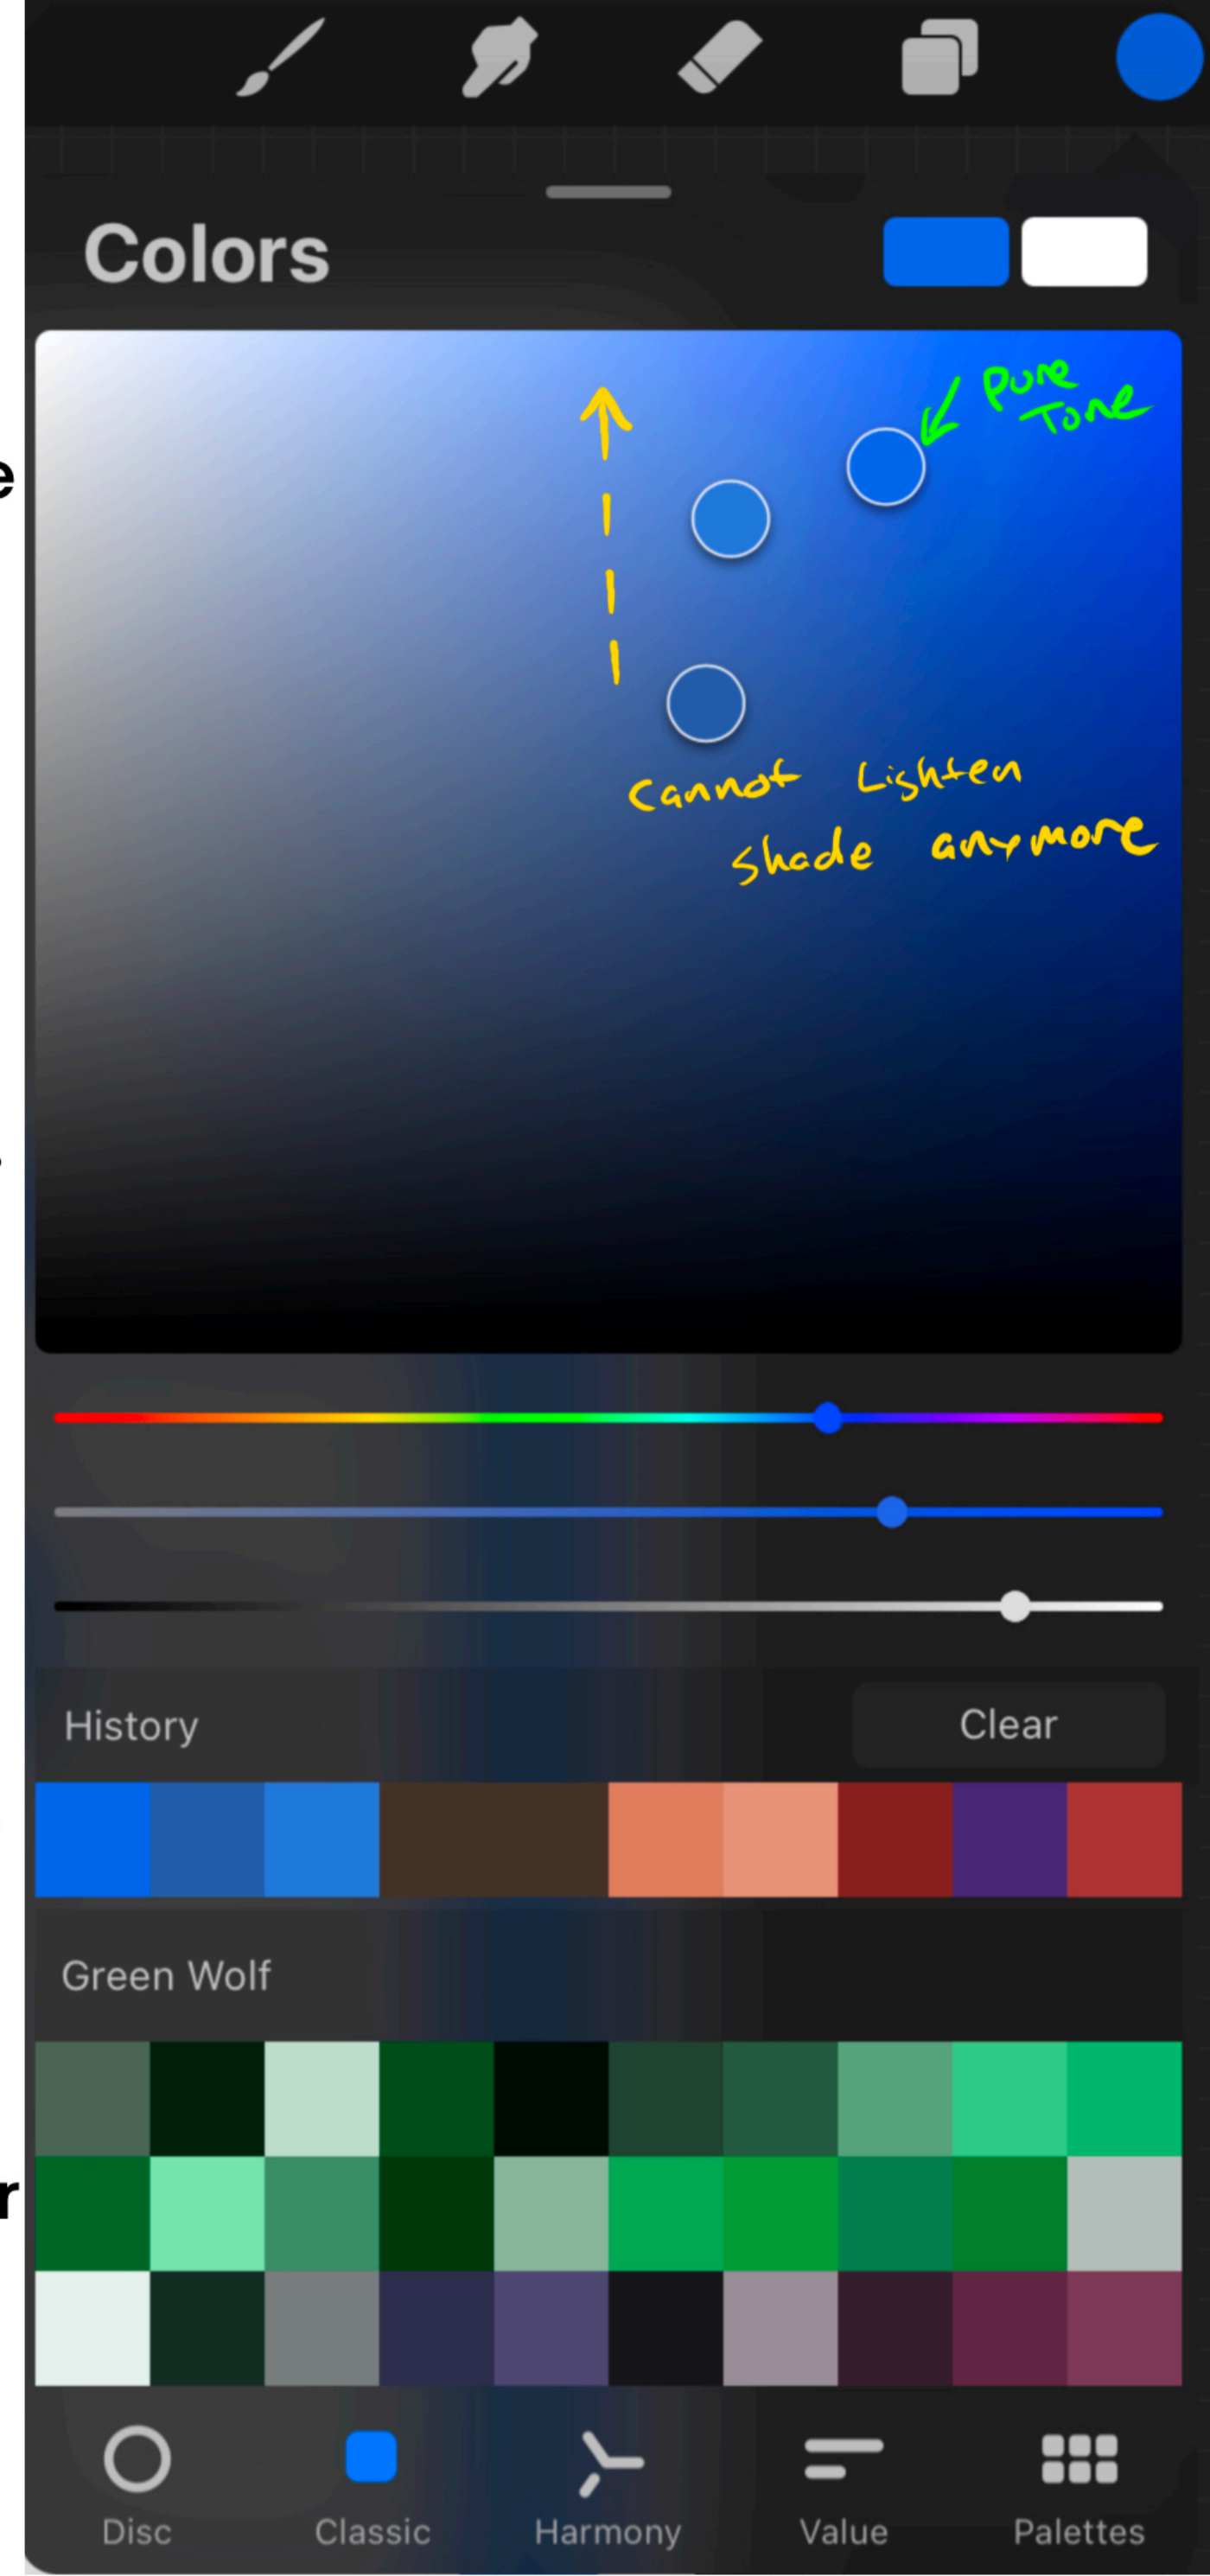 Colors
Pure
Tone
Cannot Lighten
shade anymore
History
Clear
Green Wolf
Disc
Classic
Harmony
Value
Palettes
e
r